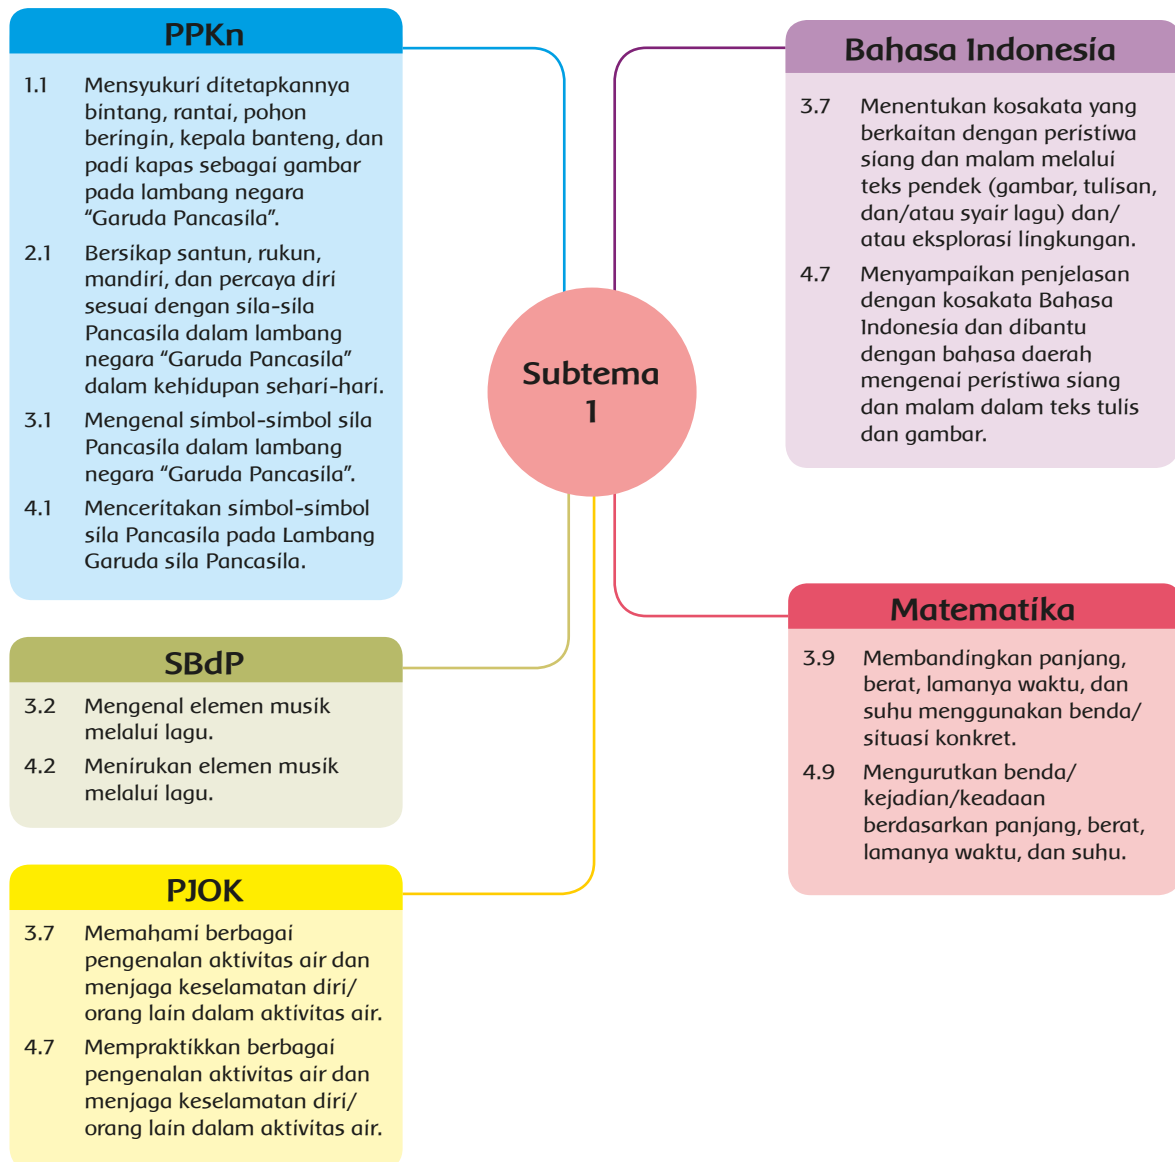 PPKn
1.1 Mensyukuri ditetapkannya
bintang, rantai, pohon
beringin, kepala banteng, dan
padi kapas sebagai gambar
pada lambang negara
“Garuda Pancasila”.
2.1 Bersikap santun, rukun,
mandiri, dan percaya diri
sesuai dengan sila-sila
Pancasila dalam lambang
negara “Garuda Pancasila”
dalam kehidupan sehari-hari.
3.1 Mengenal simbol-simbol sila
Pancasila dalam lambang
negara “Garuda Pancasila”.
4.1 Menceritakan simbol-simbol
sila Pancasila pada Lambang
Garuda sila Pancasila.
Bahasa Indonesia
3.7 Menentukan kosakata yang
berkaitan dengan peristiwa
siang dan malam melalui
teks pendek (gambar, tulisan,
dan/atau syair lagu) dan/
atau eksplorasi lingkungan.
4.7 Menyampaikan penjelasan
dengan kosakata Bahasa
Indonesia dan dibantu
dengan bahasa daerah
mengenai peristiwa siang
dan malam dalam teks tulis
dan gambar.
Subtema
1
SBdP
3.2 Mengenal elemen musik
melalui lagu.
4.2 Menirukan elemen musik
melalui lagu.
Matematika
3.9 Membandingkan panjang,
berat, lamanya waktu, dan
suhu menggunakan benda/
situasi konkret.
4.9 Mengurutkan benda/
kejadian/keadaan
berdasarkan panjang, berat,
lamanya waktu, dan suhu.
PJOK
3.7 Memahami berbagai
pengenalan aktivitas air dan
menjaga keselamatan diri/
orang lain dalam aktivitas air.
4.7 Mempraktikkan berbagai
pengenalan aktivitas air dan
menjaga keselamatan diri/
orang lain dalam aktivitas air.